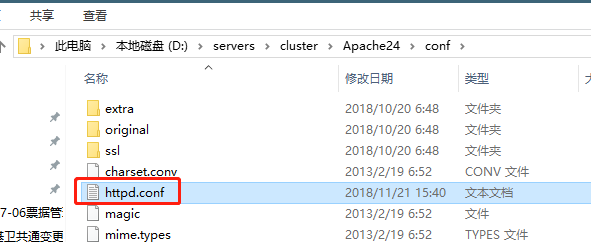 共享 查看
此电脑 › 本地磁盘 (D:) › servers › cluster › Apache24 › conf ›
名称 修改日期 类型
extra 2018/10/20 6:48 文件夹
original 2018/10/20 6:48 文件夹
ssl 2018/10/20 6:48 文件夹
charset.conv 2013/2/19 6:52 CONV 文件
httpd.conf 2018/11/21 15:40 文本文档
7-06票据管 magic 2013/2/19 6:52 文件
卫共通变更 mime.types 2013/2/19 6:52 TYPES 文件